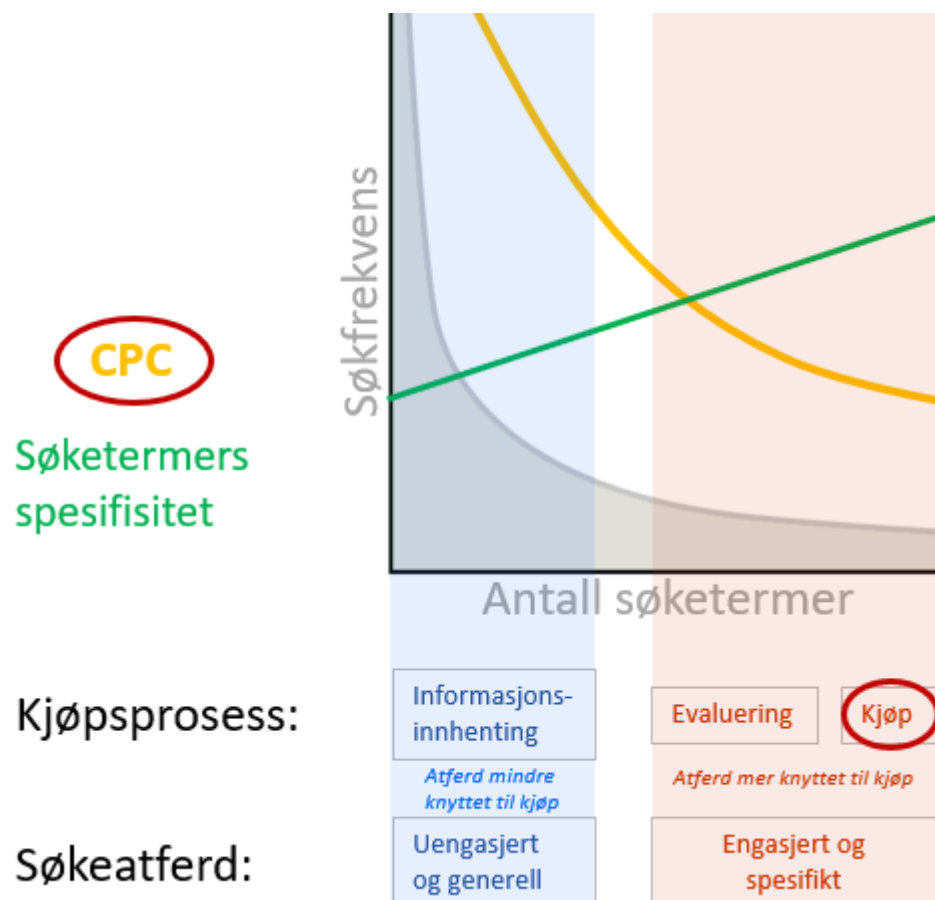 Søkfrekvens
CPC
Søketermers
spesifisitet
Antall søketermer
Kjøpsprosess:
Informasjons-
innhenting
Evaluering
Kjøp
Atferd mindre
knyttet til kjøp
Atferd mer knyttet til kjøp
Søkeatferd:
Uengasjert
og generell
Engasjert og
spesifikt